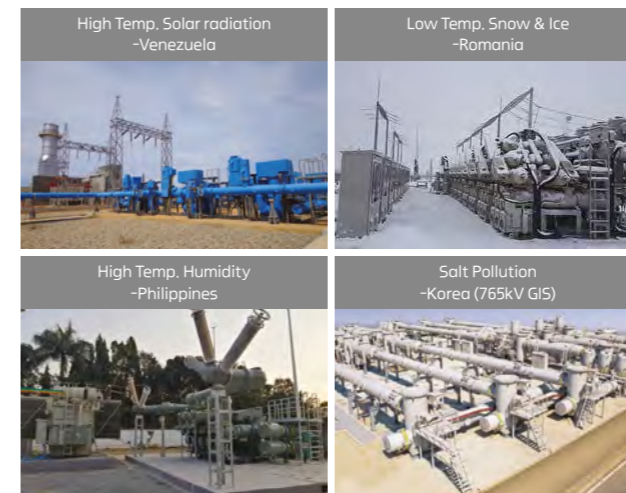 High Temp. Solar radiation
-Venezuela
Low Temp. Snow & Ice
-Romania
High Temp. Humidity
-Philippines
Salt Pollution
-Korea (765kV GIS)